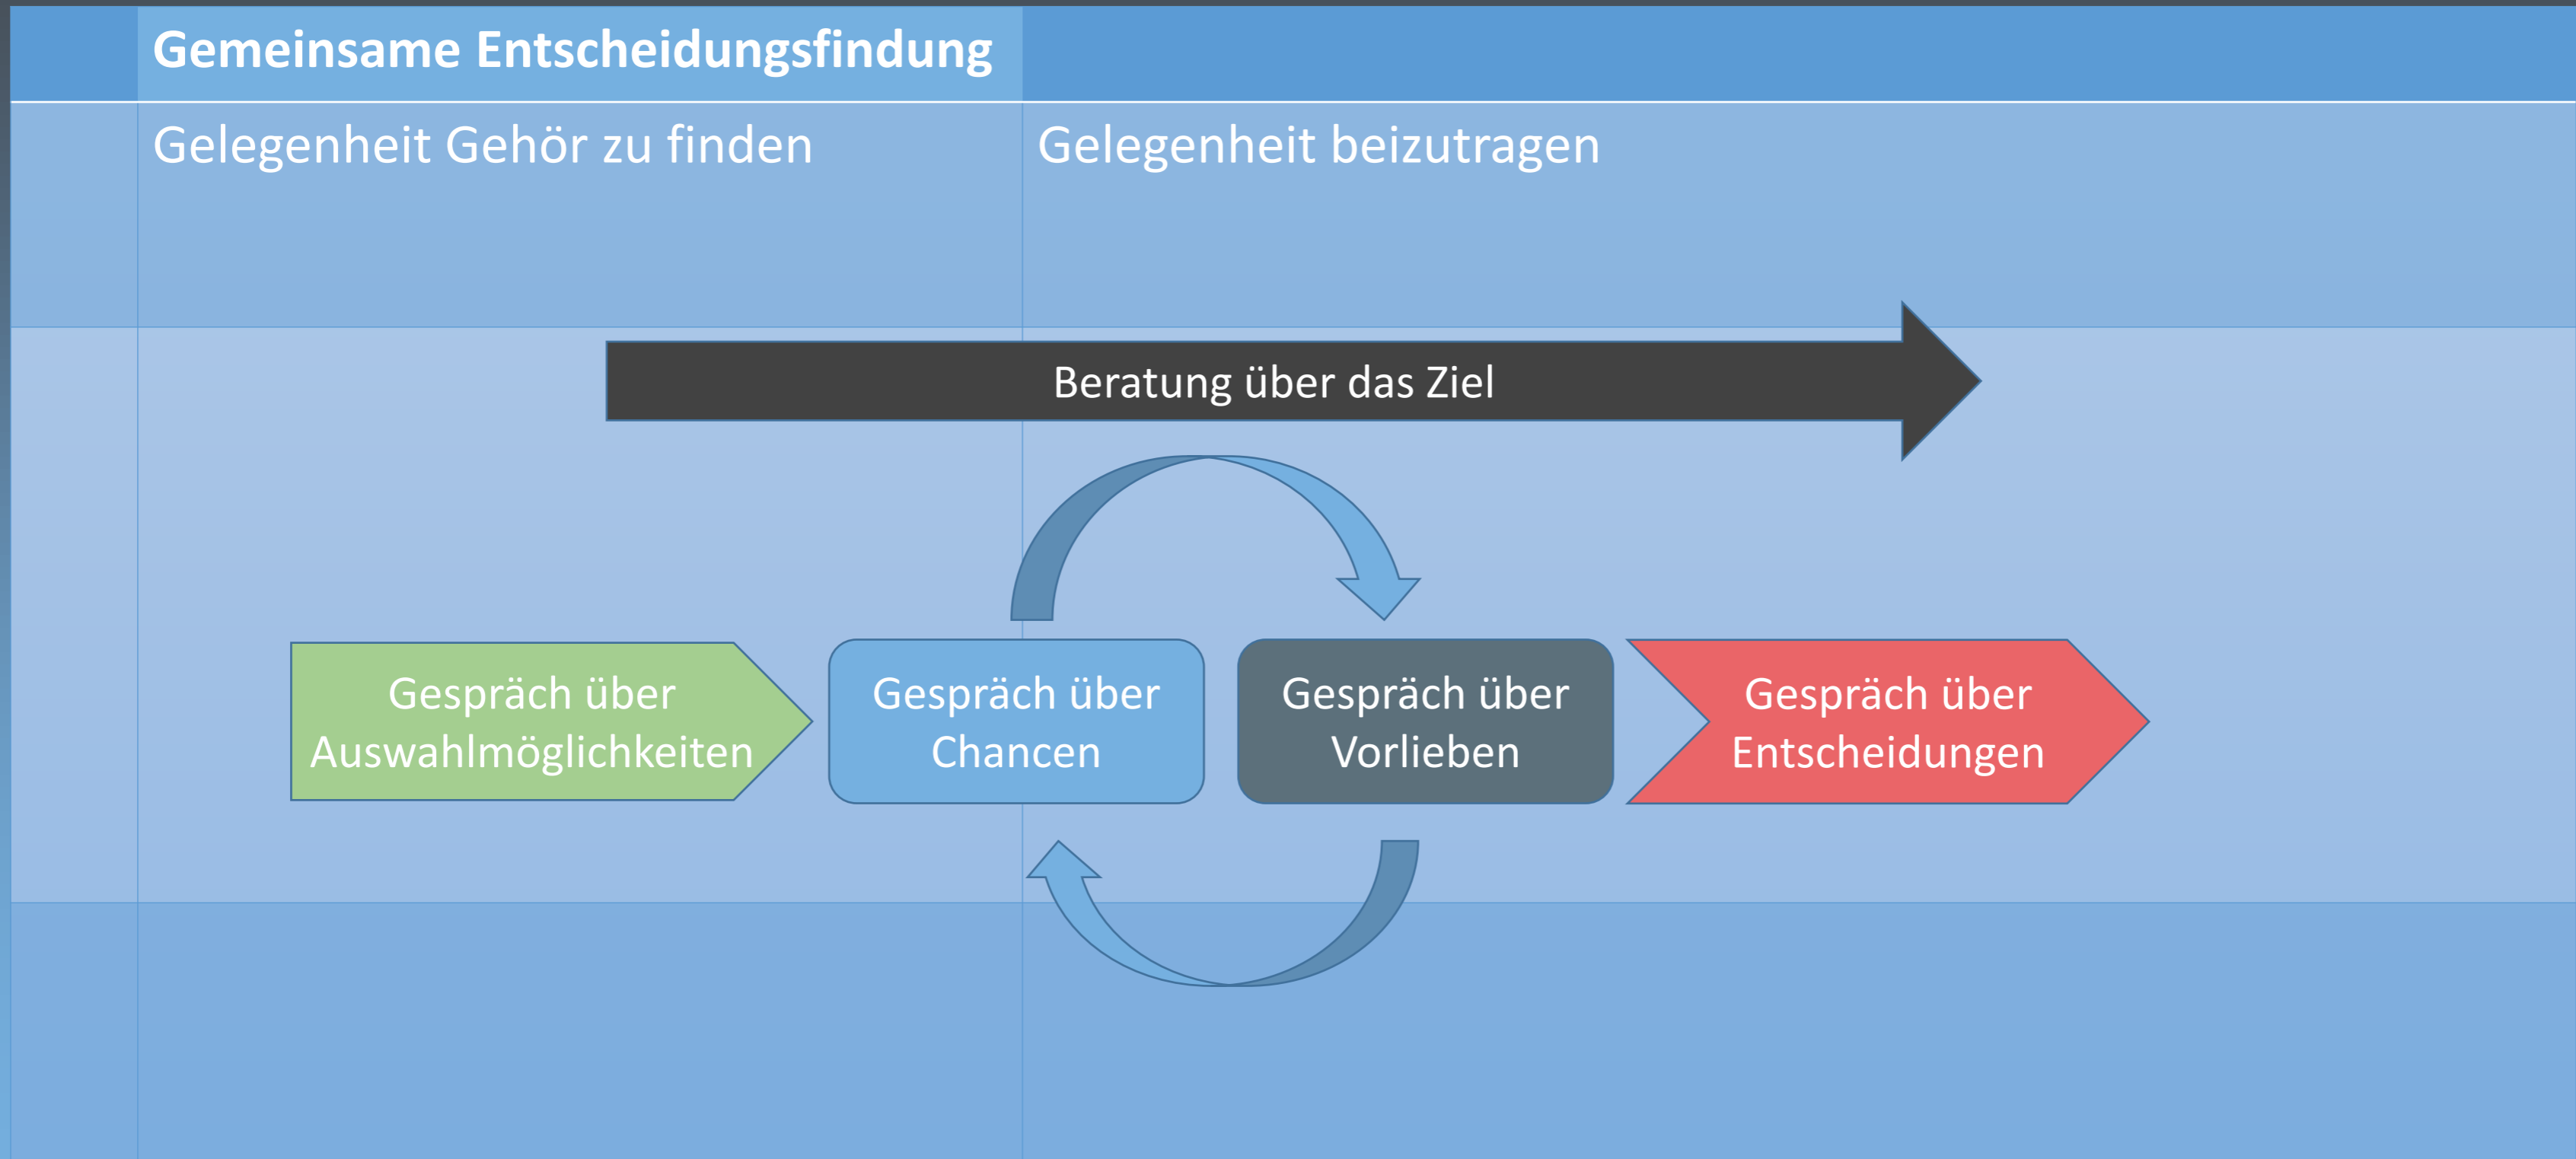 Gemeinsame Entscheidungsfindung
Gelegenheit Gehör zu finden
Gelegenheit beizutragen
Beratung über das Ziel
Gespräch über
Auswahlmöglichkeiten
Gespräch über
Chancen
Gespräch über
Vorlieben
Gespräch über
Entscheidungen